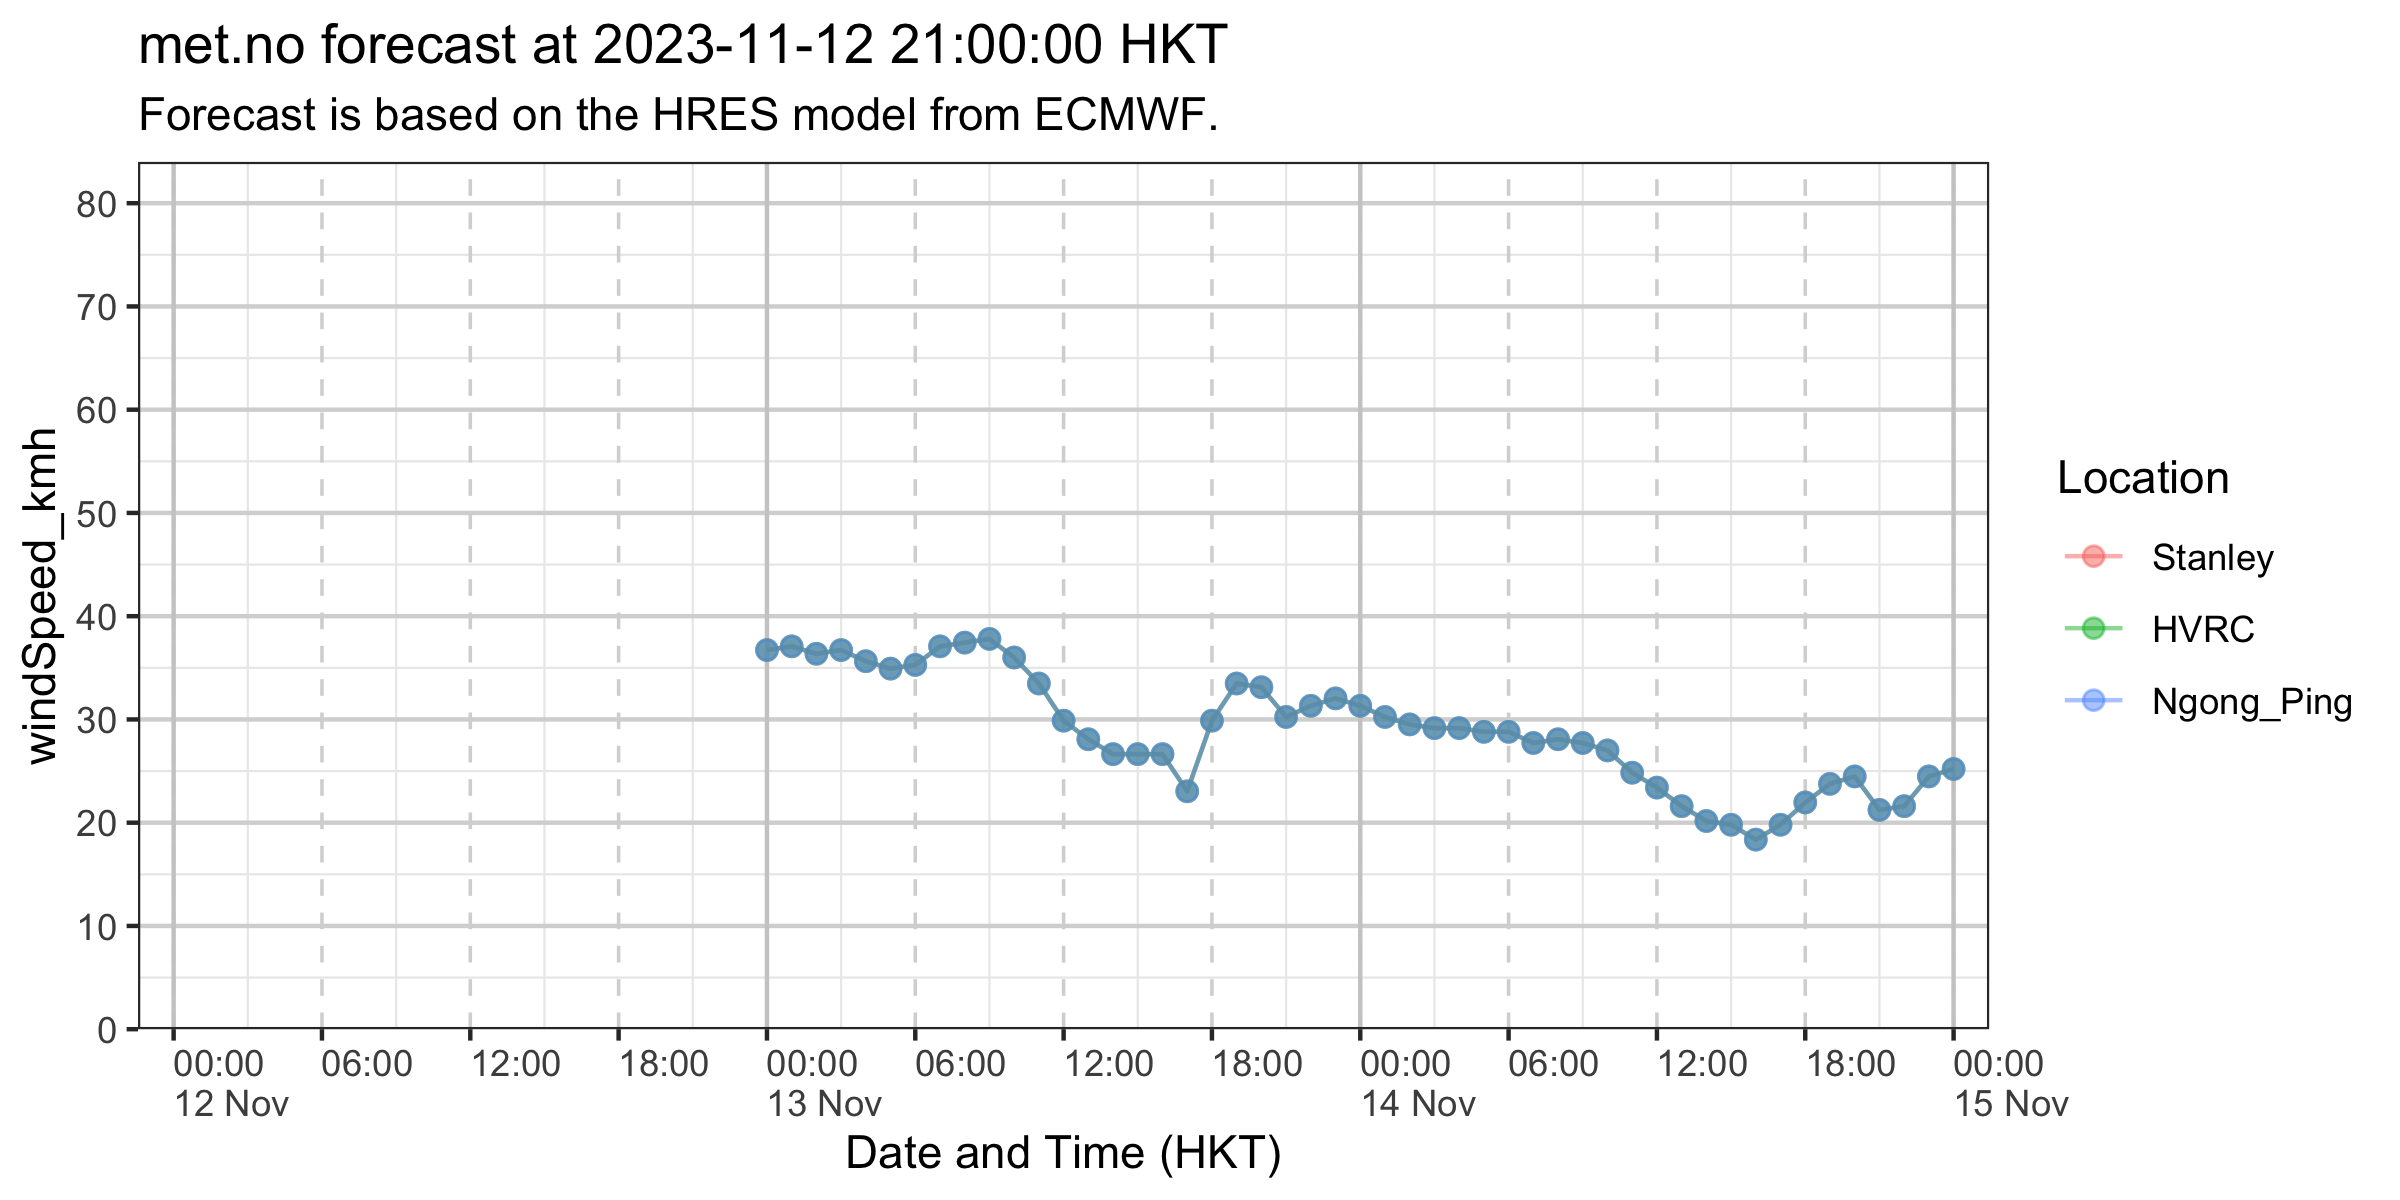 met.no forecast at 2023-11-12 21:00:00 HKT
Forecast is based on the HRES model from ECMWF.
windSpeed_kmh
80
70
60
50
40
30
20
10
0
00:00 06:00 12:00 18:00 00:00 06:00 12:00 18:00 00:00 06:00 12:00 18:00 00:00
12 Nov 13 Nov 14 Nov 15 Nov
Date and Time (HKT)
Location
Stanley
HVRC
Ngong_Ping